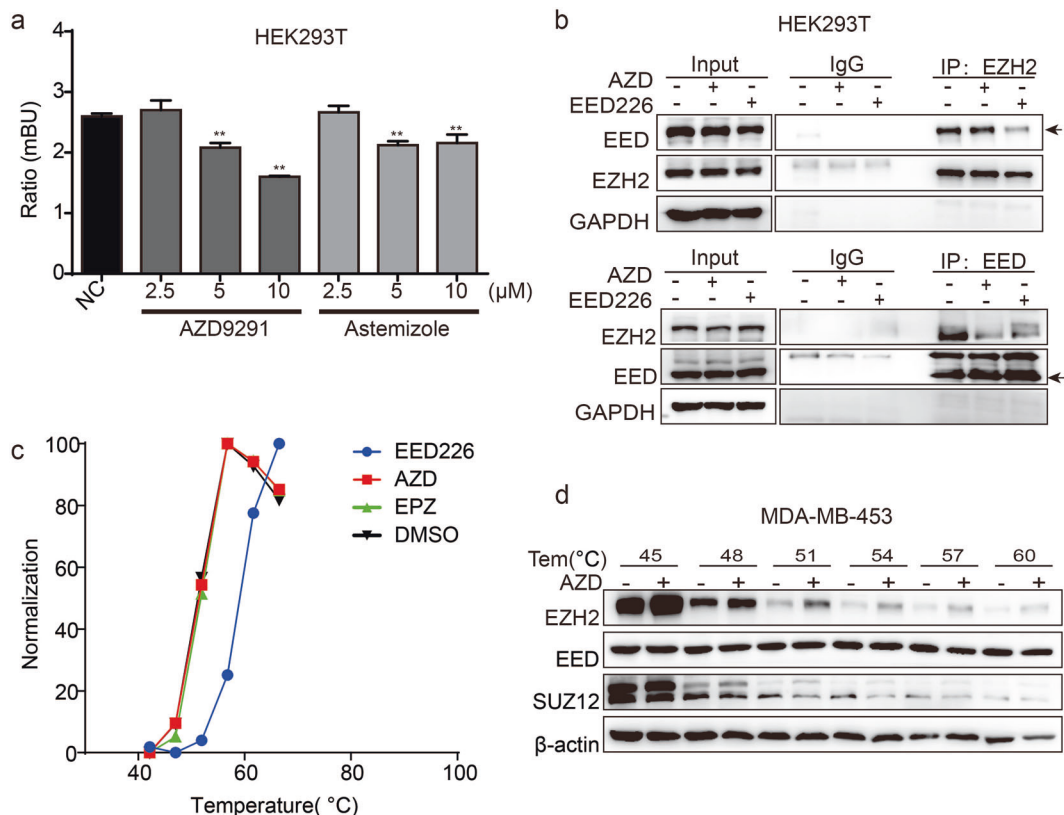 a
HEK293T
Ratio (mBU)
4
3
2
1
0
** ** ** **
NC 2.5 5 10 2.5 5 10 (μM)
AZD9291 Astemizole
b
HEK293T
Input IgG IP: EZH2
AZD - + - - + - - + -
EED226 - - + - - + - - +
EED
EZH2
GAPDH
Input IgG IP: EED
AZD - + - - + - - + -
EED226 - - + - - + - - +
EZH2
EED
GAPDH
c
Normalization
100
80
60
40
20
0
40 60 80 100
Temperature( °C)
EED226
AZD
EPZ
DMSO
d
MDA-MB-453
Tem(°C) 45 48 51 54 57 60
AZD - + - + - + - + - + - +
EZH2
EED
SUZ12
β-actin